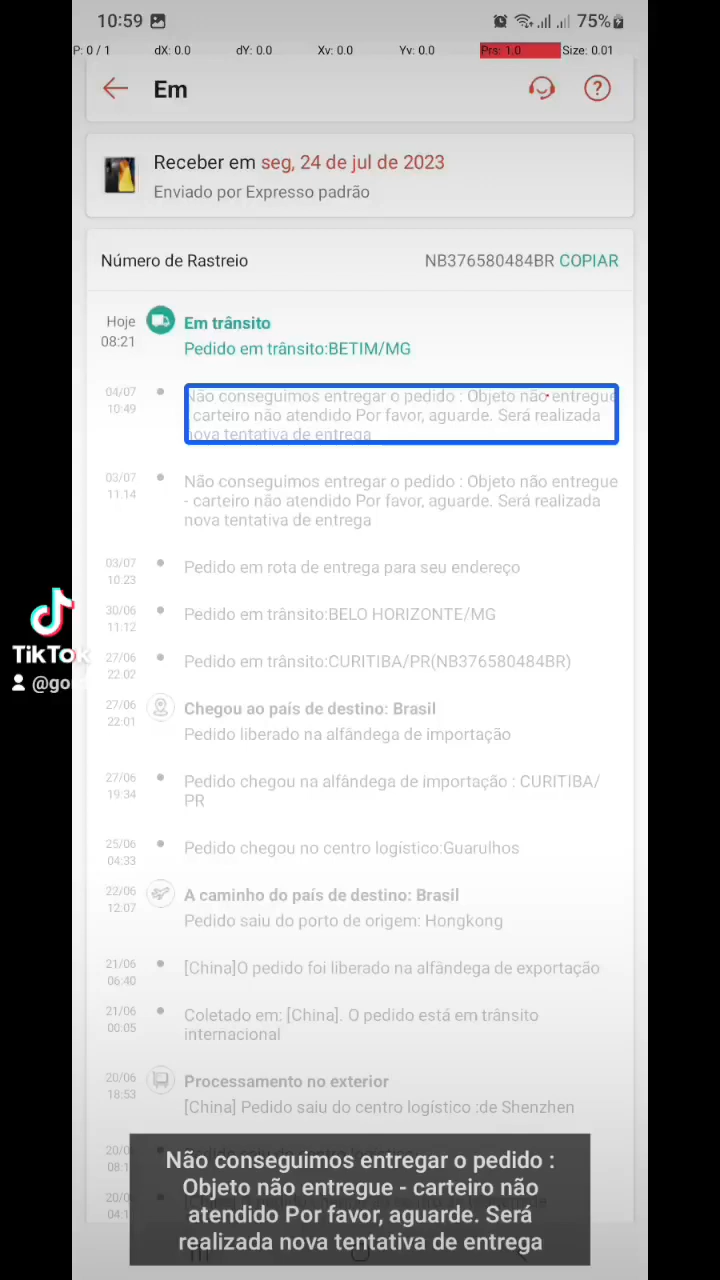 10:59
75%
P: 0 / 1 dX: 0.0 dY: 0.0 Xv: 0.0 Yv: 0.0 Prs: 1.0 Size: 0.01
Em
Receber em seg, 24 de jul de 2023
Enviado por Expresso padrão
Número de Rastreio NB376580484BR COPIAR
Hoje
08:21
Em trânsito
Pedido em trânsito:BETIM/MG
04/07
10:49
Não conseguimos entregar o pedido : Objeto não entregue
- carteiro não atendido Por favor, aguarde. Será realizada
nova tentativa de entrega
03/07
11:14
Não conseguimos entregar o pedido : Objeto não entregue
- carteiro não atendido Por favor, aguarde. Será realizada
nova tentativa de entrega
03/07
10:23
Pedido em rota de entrega para seu endereço
30/06
11:12
Pedido em trânsito:BELO HORIZONTE/MG
27/06
22:02
Pedido em trânsito:CURITIBA/PR(NB376580484BR)
27/06
22:01
Chegou ao país de destino: Brasil
Pedido liberado na alfândega de importação
27/06
19:34
Pedido chegou na alfândega de importação : CURITIBA/
PR
25/06
04:33
Pedido chegou no centro logístico:Guarulhos
22/06
12:07
A caminho do país de destino: Brasil
Pedido saiu do porto de origem: Hongkong
21/06
06:40
[China]O pedido foi liberado na alfândega de exportação
21/06
00:05
Coletado em: [China]. O pedido está em trânsito
internacional
20/06
18:53
Processamento no exterior
[China] Pedido saiu do centro logístico :de Shenzhen
TikTok
Não conseguimos entregar o pedido :
Objeto não entregue - carteiro não
atendido Por favor, aguarde. Será
realizada nova tentativa de entrega